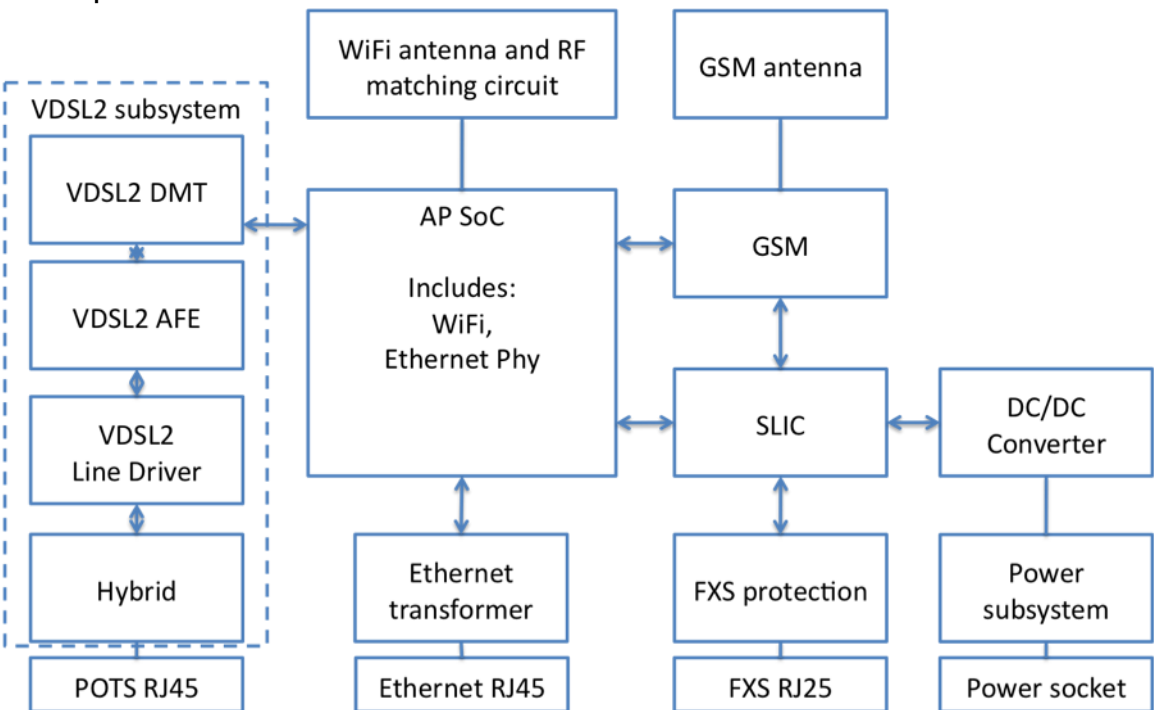 WiFi antenna and RF
matching circuit
GSM antenna
VDSL2 subsystem
VDSL2 DMT
AP SoC
Includes:
WiFi,
Ethernet Phy
GSM
VDSL2 AFE
VDSL2
Line Driver
SLIC
DC/DC
Converter
Hybrid
Ethernet
transformer
FXS protection
Power
subsystem
POTS RJ45
Ethernet RJ45
FXS RJ25
Power socket